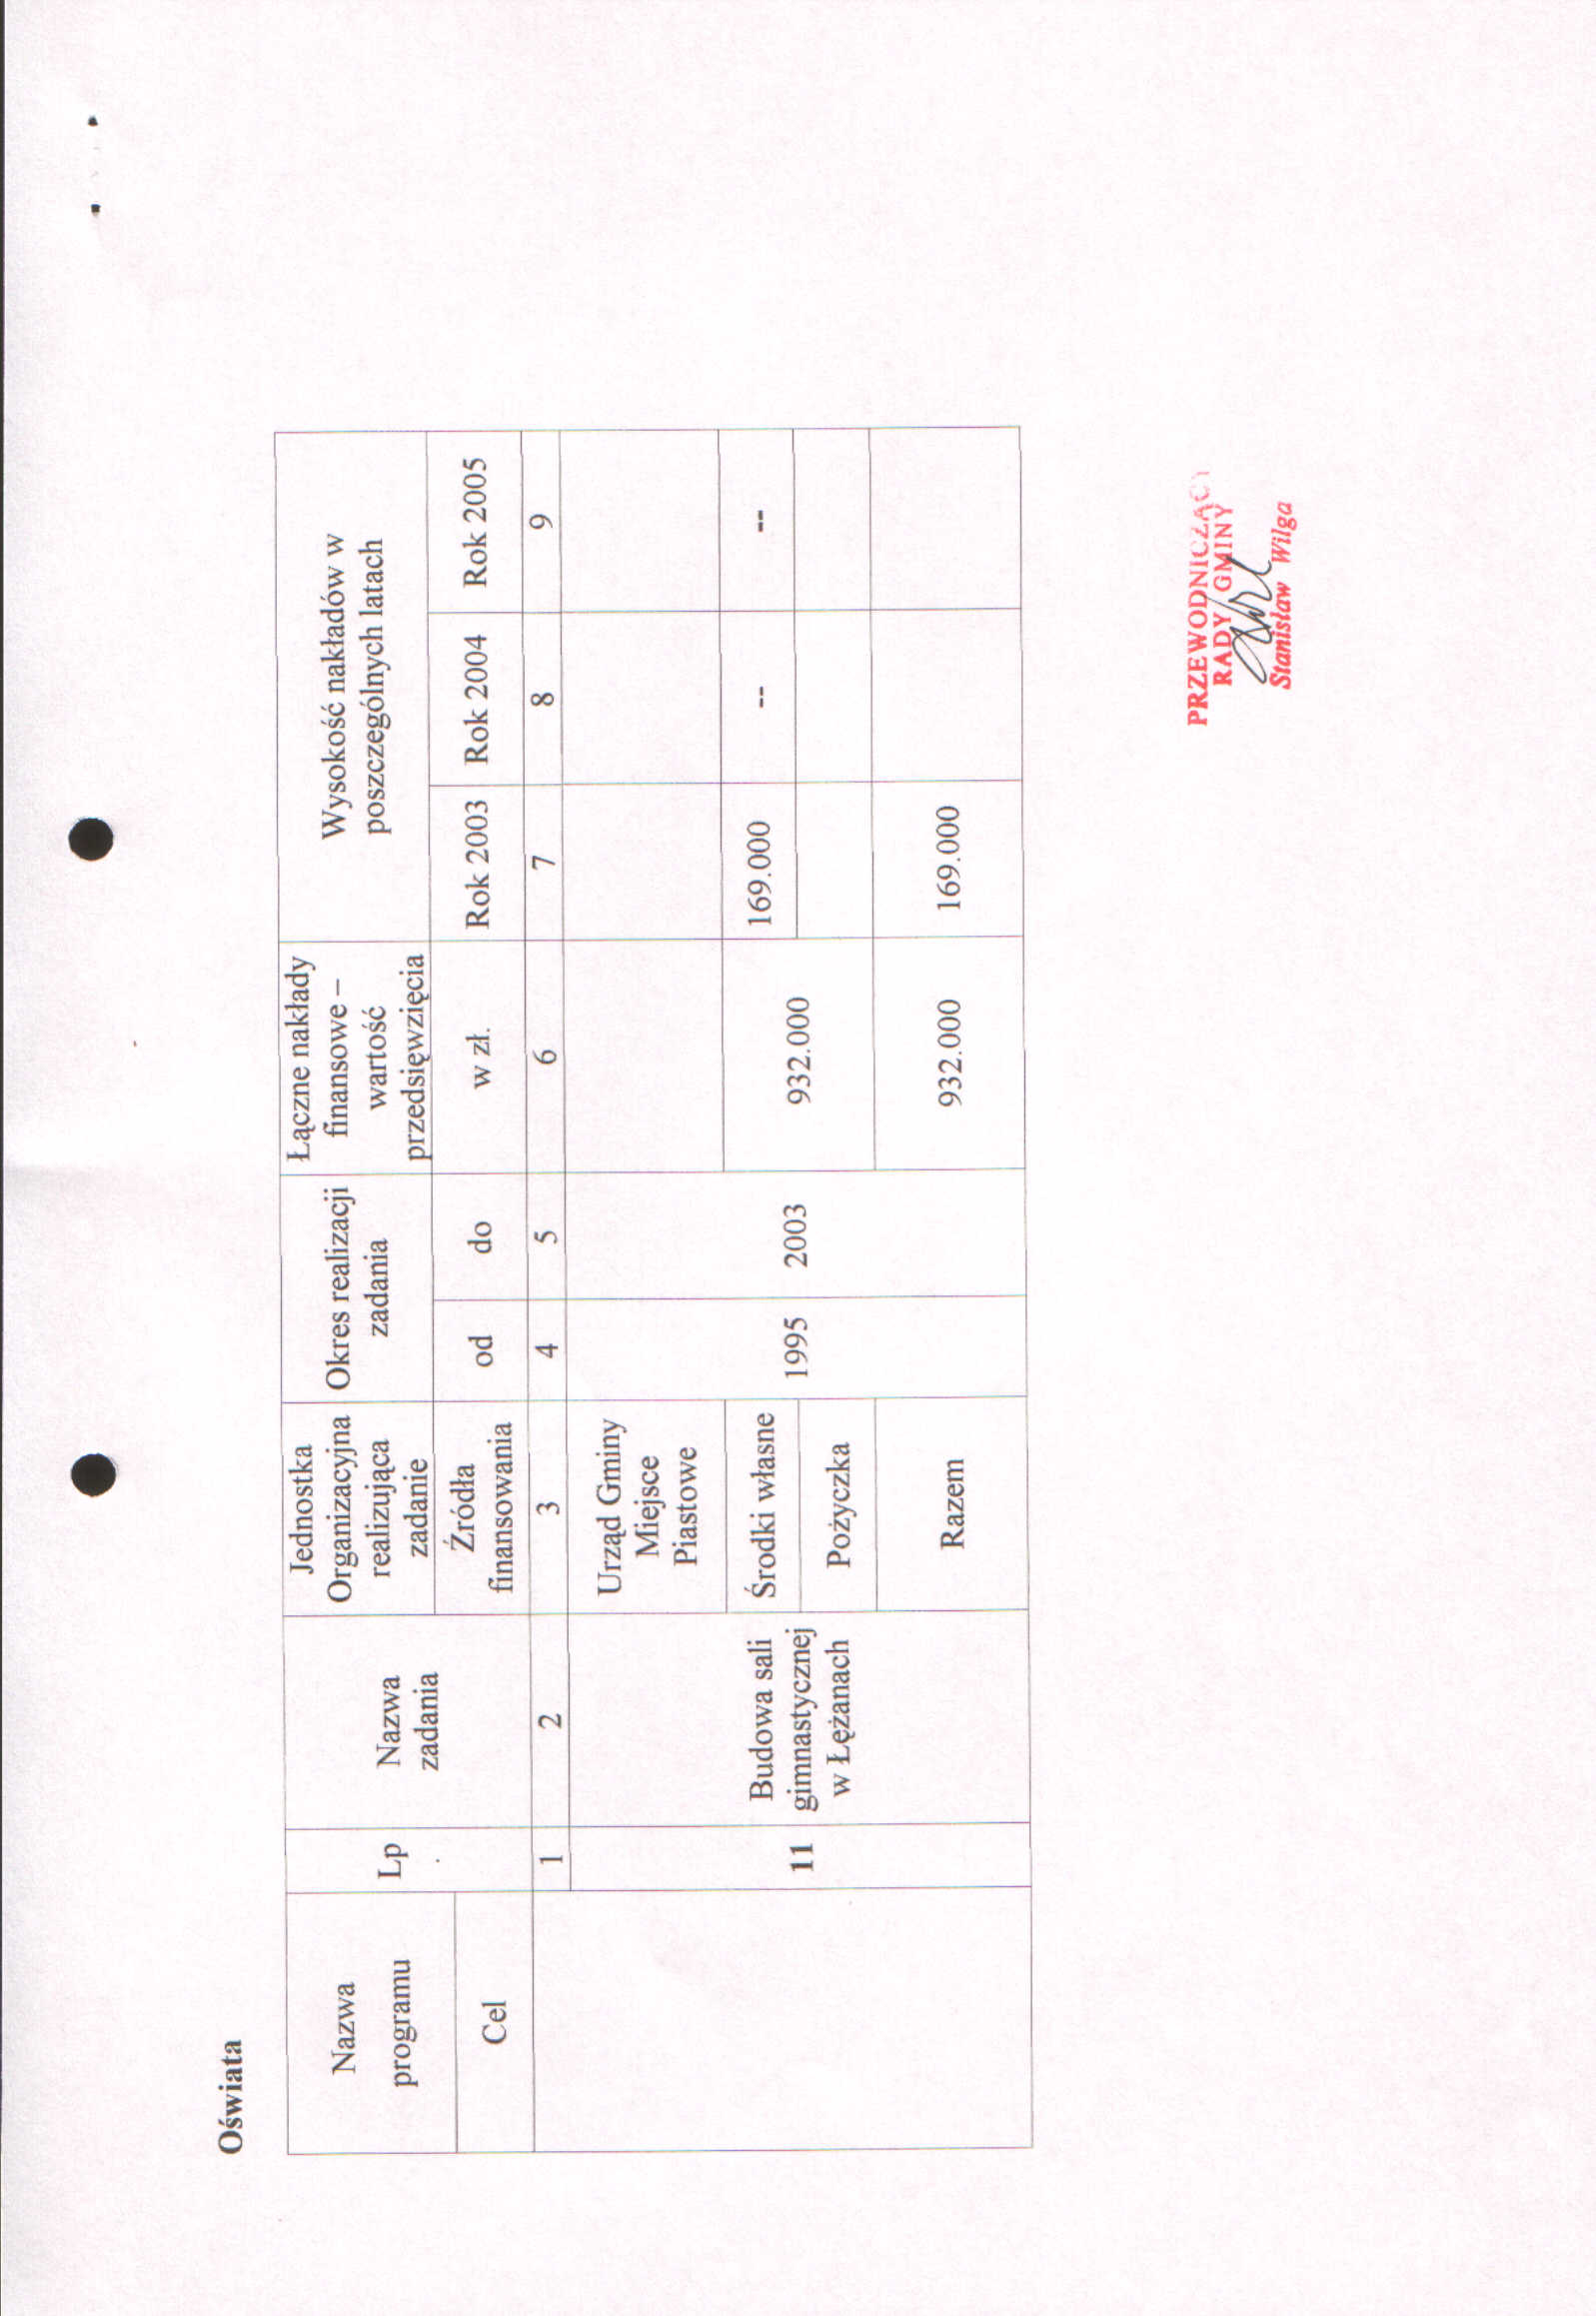 Oświata
Nazwa
programu
Cel
Lp
.
Nazwa
zadania
Jednostka
Organizacyjna
realizująca
zadanie
Źródła
finansowania
Okres realizacji
zadania
od
do
Łączne nakłady
finansowe –
wartość
przedsięwzięcia
w zł.
Wysokość nakładów w
poszczególnych latach
Rok 2003
Rok 2004
Rok 2005
1
2
3
4
5
6
7
8
9
11
Budowa sali
gimnastycznej
w Łężanach
Urząd Gminy
Miejsce
Piastowe
Środki własne
Pożyczka
Razem
1995
2003
932.000
932.000
169.000
--
--
169.000
PRZEWODNICZĄCY
RADY GMINY
Stanisław Wilga